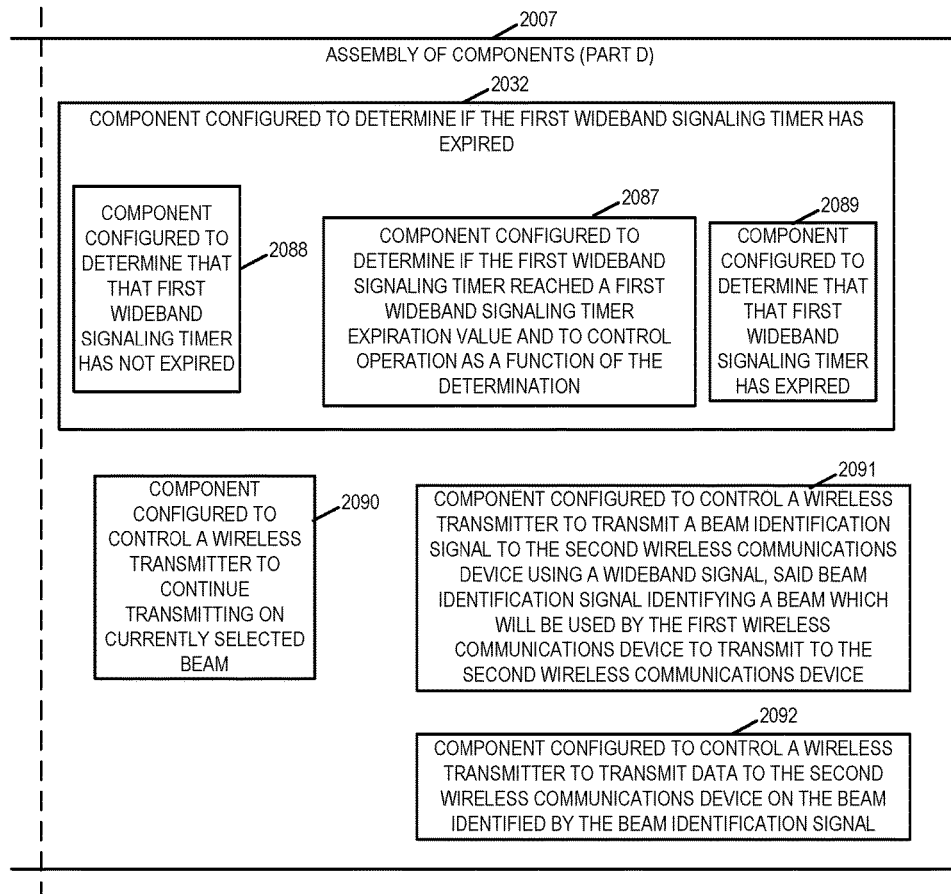 2007
ASSEMBLY OF COMPONENTS (PART D)
2032
COMPONENT CONFIGURED TO DETERMINE IF THE FIRST WIDEBAND SIGNALING TIMER HAS
EXPIRED
COMPONENT
CONFIGURED TO
DETERMINE THAT
THAT FIRST
WIDEBAND
SIGNALING TIMER
HAS NOT EXPIRED
2088
2087
COMPONENT CONFIGURED TO
DETERMINE IF THE FIRST WIDEBAND
SIGNALING TIMER REACHED A FIRST
WIDEBAND SIGNALING TIMER
EXPIRATION VALUE AND TO CONTROL
OPERATION AS A FUNCTION OF THE
DETERMINATION
2089
COMPONENT
CONFIGURED TO
DETERMINE THAT
THAT FIRST
WIDEBAND
SIGNALING TIMER
HAS EXPIRED
COMPONENT
CONFIGURED TO
CONTROL A WIRELESS
TRANSMITTER TO
CONTINUE
TRANSMITTING ON
CURRENTLY SELECTED
BEAM
2090
2091
COMPONENT CONFIGURED TO CONTROL A WIRELESS
TRANSMITTER TO TRANSMIT A BEAM IDENTIFICATION
SIGNAL TO THE SECOND WIRELESS COMMUNICATIONS
DEVICE USING A WIDEBAND SIGNAL, SAID BEAM
IDENTIFICATION SIGNAL IDENTIFYING A BEAM WHICH
WILL BE USED BY THE FIRST WIRELESS
COMMUNICATIONS DEVICE TO TRANSMIT TO THE
SECOND WIRELESS COMMUNICATIONS DEVICE
2092
COMPONENT CONFIGURED TO CONTROL A WIRELESS
TRANSMITTER TO TRANSMIT DATA TO THE SECOND
WIRELESS COMMUNICATIONS DEVICE ON THE BEAM
IDENTIFIED BY THE BEAM IDENTIFICATION SIGNAL